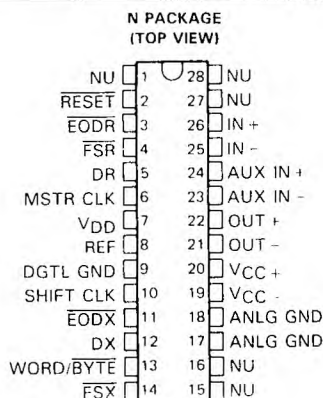 N PACKAGE
(TOP VIEW)
NU 1 28 NU
RESET 2 27 NU
EODR 3 26 IN +
FSR 4 25 IN -
DR 5 24 AUX IN +
MSTR CLK 6 23 AUX IN -
VDD 7 22 OUT +
REF 8 21 OUT -
DGTL GND 9 20 VCC +
SHIFT CLK 10 19 VCC -
EODX 11 18 ANLG GND
DX 12 17 ANLG GND
WORD/BYTE 13 16 NU
FSX 14 15 NU